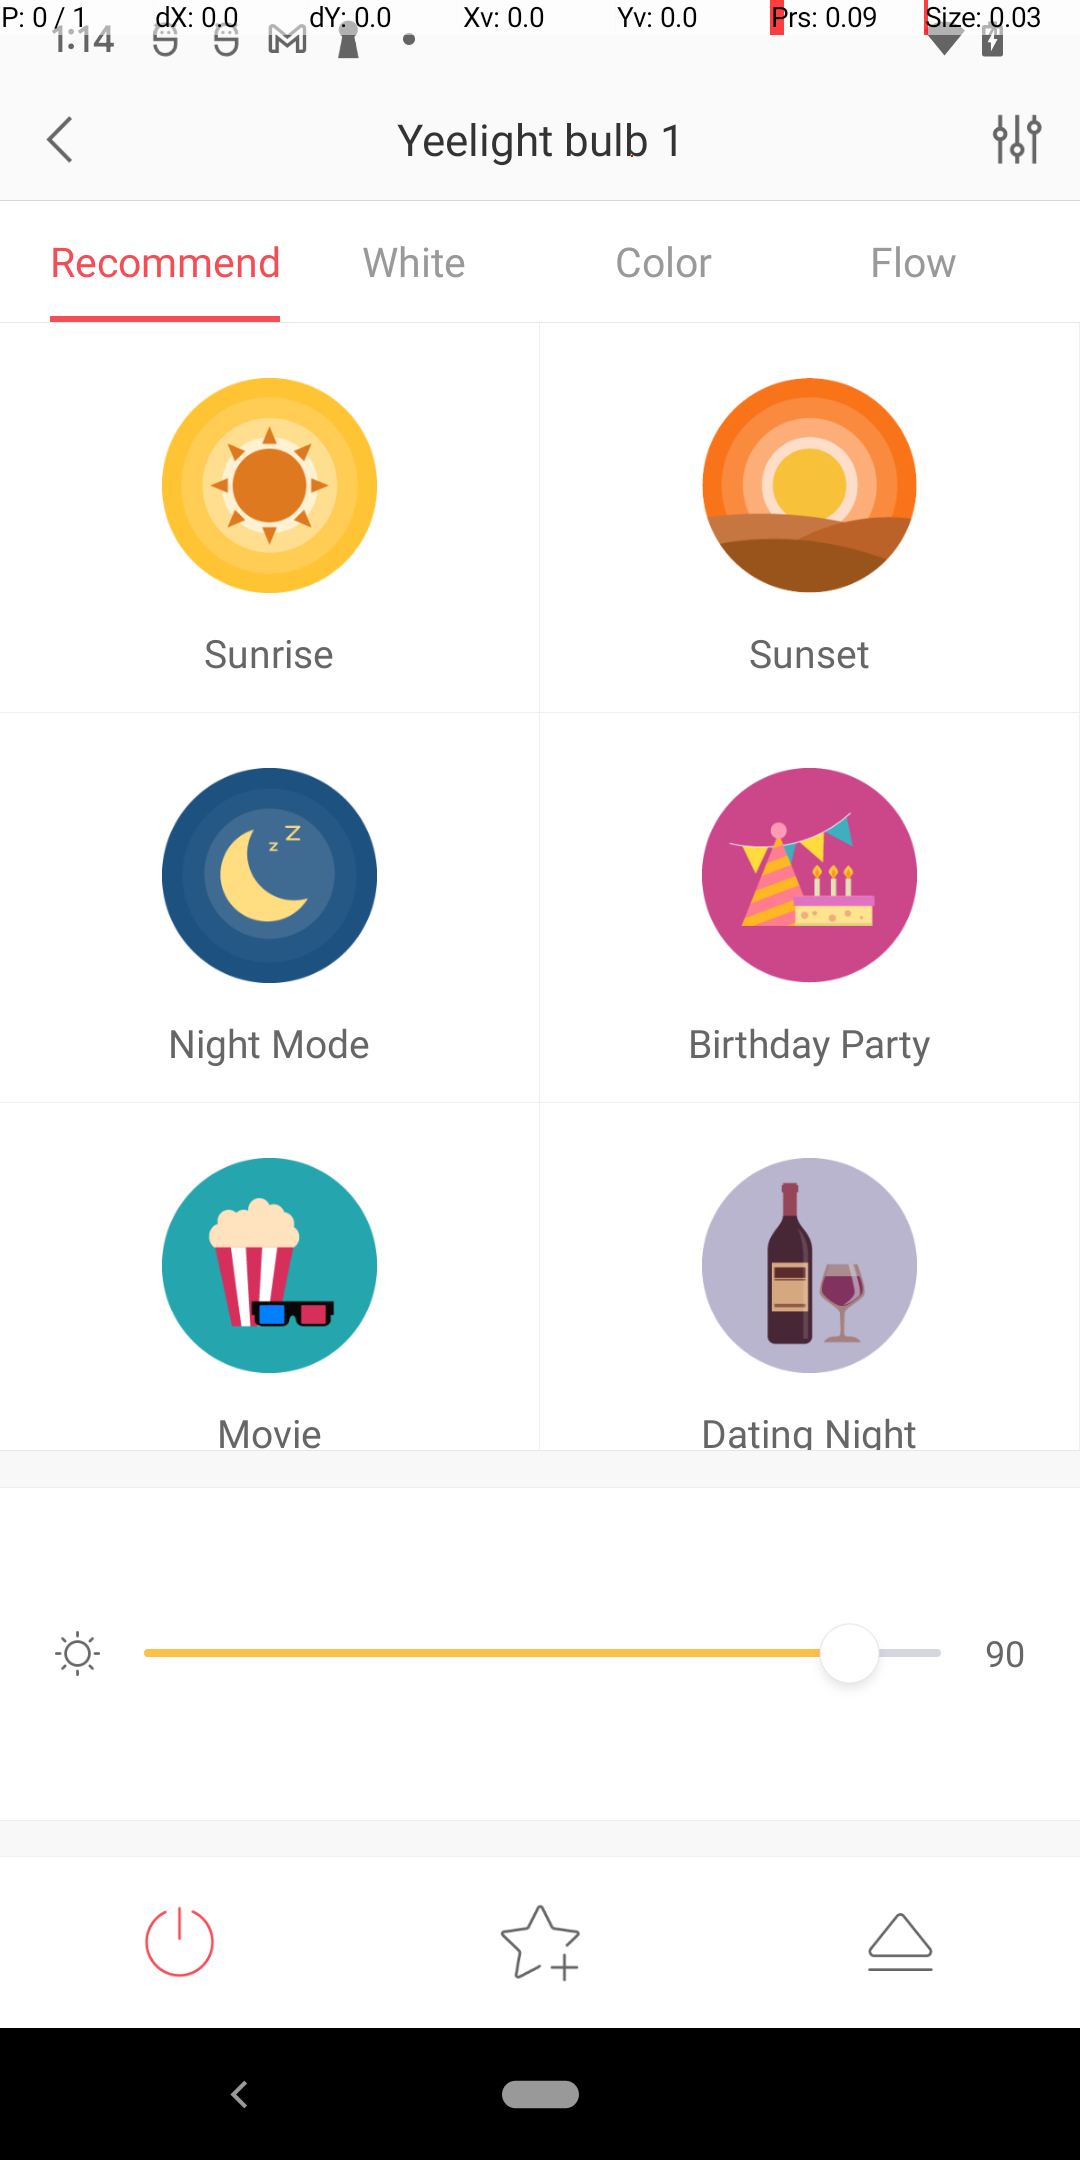 P: 0 / 1 dX: 0.0 dY: 0.0 Xv: 0.0 Yv: 0.0 Prs: 0.09 Size: 0.03
1:14
Yeelight bulb 1
Recommend White Color Flow
Sunrise Sunset
z z
Night Mode Birthday Party
Movie Dating Night
90